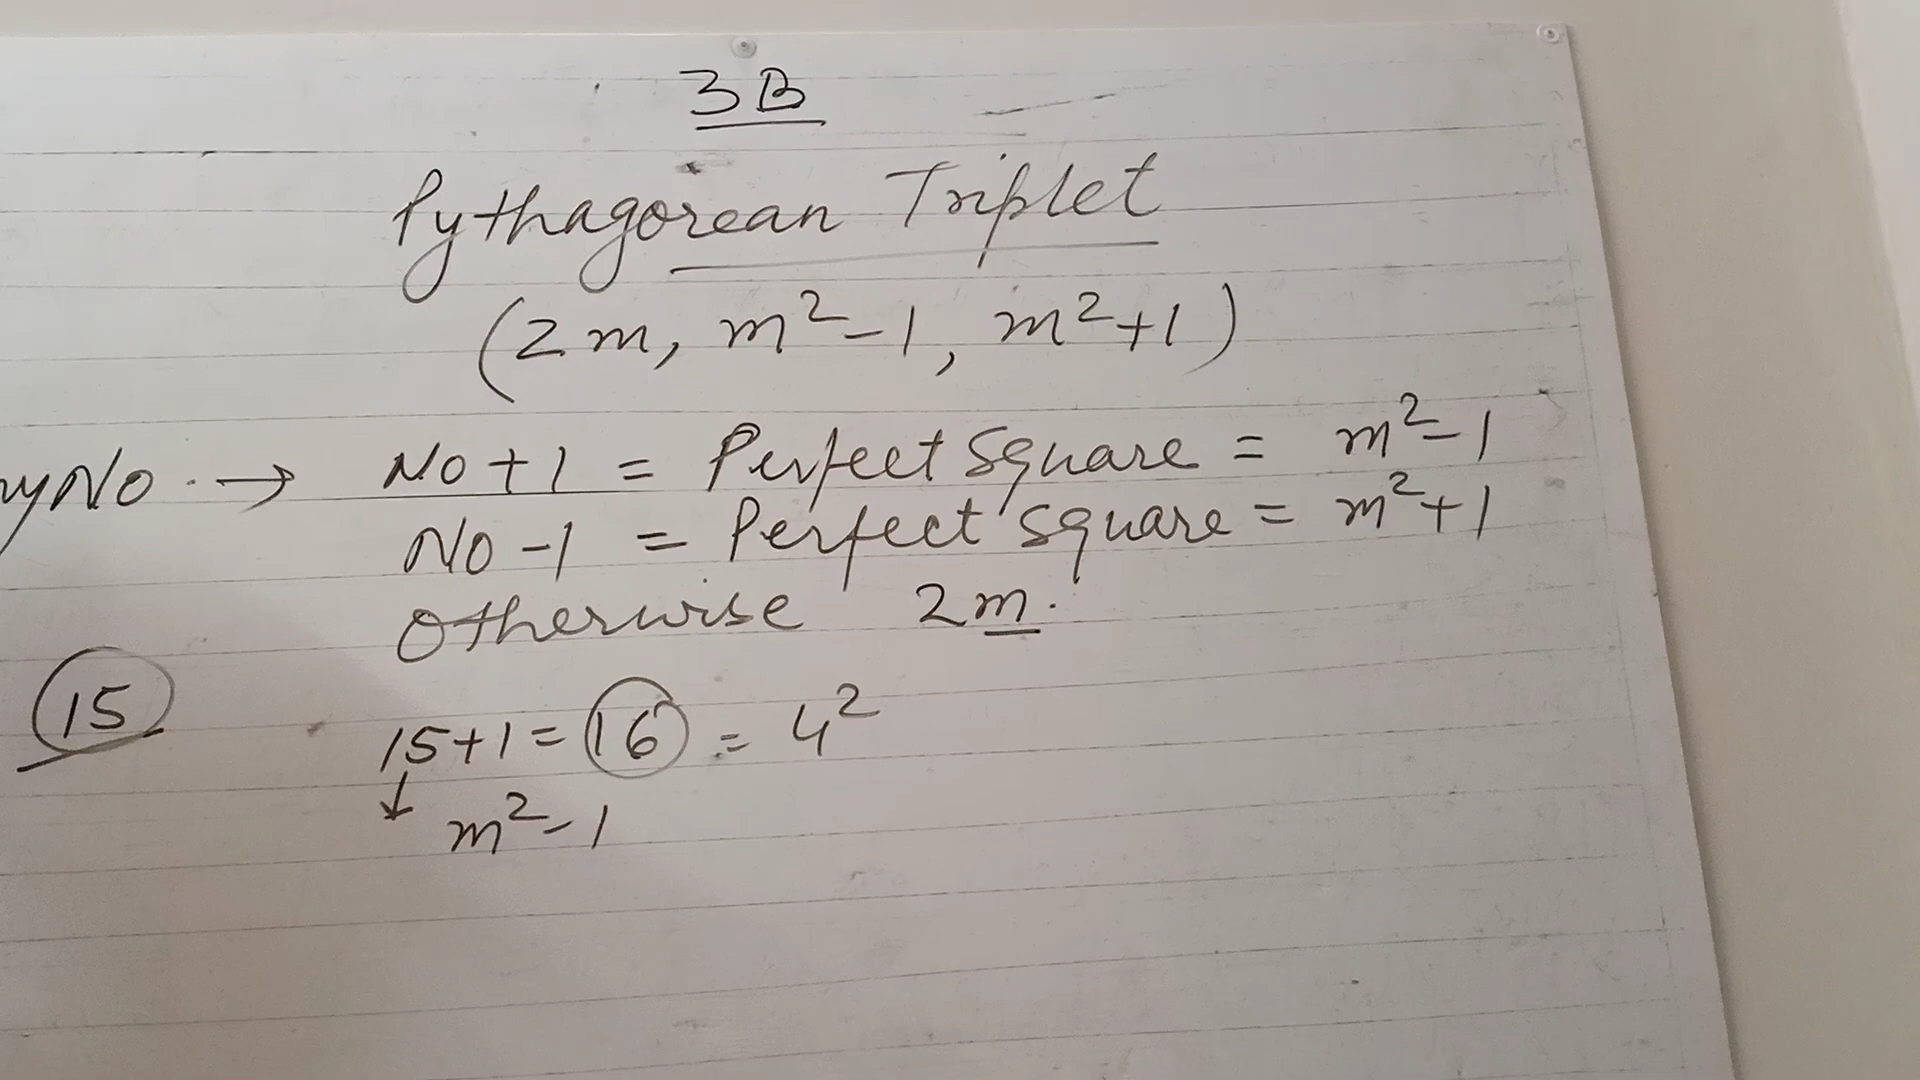 3B
Pythagorean Triplet
(2m, m²-1, m²+1)
No → No + 1 = Perfect Square = m²-1
No - 1 = Perfect square = m²+1
Otherwise 2m.
15 15+1 = 16 = 4²
↓ m²-1